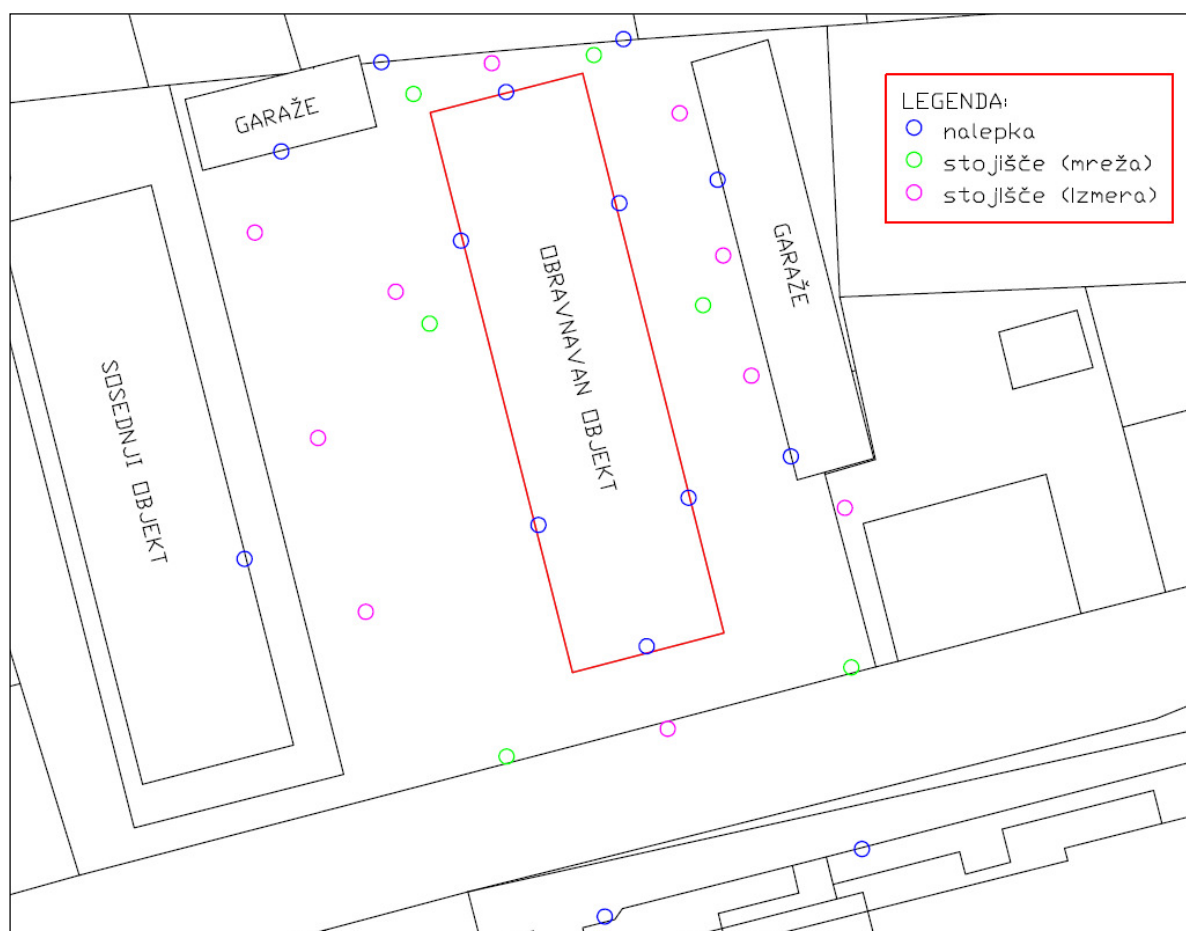 GARAŽE
LEGENDA:
nalepka
stojišče (mreža)
stojišče (izmera)
GARAŽE
OBRAVNAVAN OBJEKT
SOSEDNJI OBJEKT